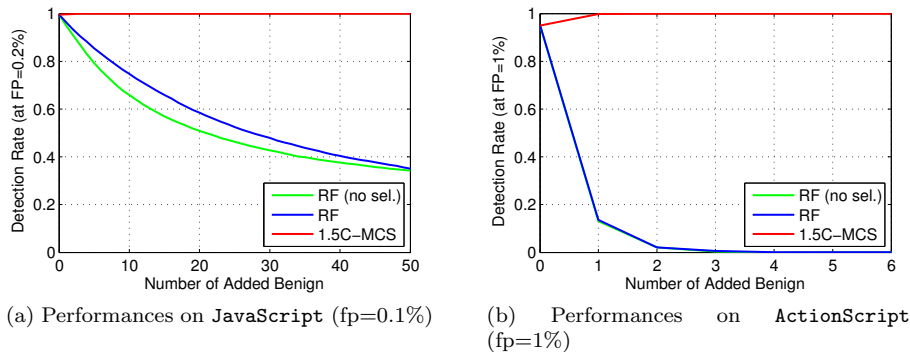 1
0.8
0.6
0.4
0.2
0
Detection Rate (at FP=0.2%)
0 10 20 30 40 50
Number of Added Benign
RF (no sel.)
RF
1.5C−MCS
(a) Performances on JavaScript (fp=0.1%)
1
0.8
0.6
0.4
0.2
0
Detection Rate (at FP=1%)
0 1 2 3 4 5 6
Number of Added Benign
RF (no sel.)
RF
1.5C−MCS
(b) Performances on ActionScript
(fp=1%)